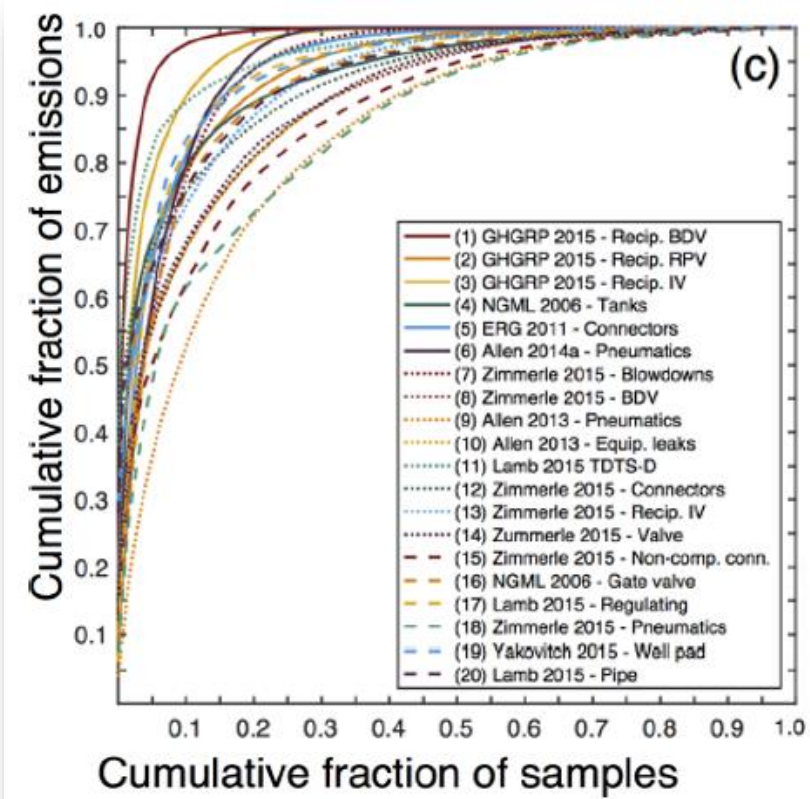 (c)
Cumulative fraction of emissions
1.0
0.9
0.8
0.7
0.6
0.5
0.4
0.3
0.2
0.1
(1) GHGRP 2015 - Recip. BDV
(2) GHGRP 2015 - Recip. RPV
(3) GHGRP 2015 - Recip. IV
(4) NGML 2006 - Tanks
(5) ERG 2011 - Connectors
(6) Allen 2014a - Pneumatics
(7) Zimmerle 2015 - Blowdowns
(8) Zimmerle 2015 - BDV
(9) Allen 2013 - Pneumatics
(10) Allen 2013 - Equip. leaks
(11) Lamb 2015 TDTS-D
(12) Zimmerle 2015 - Connectors
(13) Zimmerle 2015 - Recip. IV
(14) Zummerle 2015 - Valve
(15) Zimmerle 2015 - Non-comp. conn.
(16) NGML 2006 - Gate valve
(17) Lamb 2015 - Regulating
(18) Zimmerle 2015 - Pneumatics
(19) Yakovitch 2015 - Well pad
(20) Lamb 2015 - Pipe
0.1 0.2 0.3 0.4 0.5 0.6 0.7 0.8 0.9 1.0
Cumulative fraction of samples